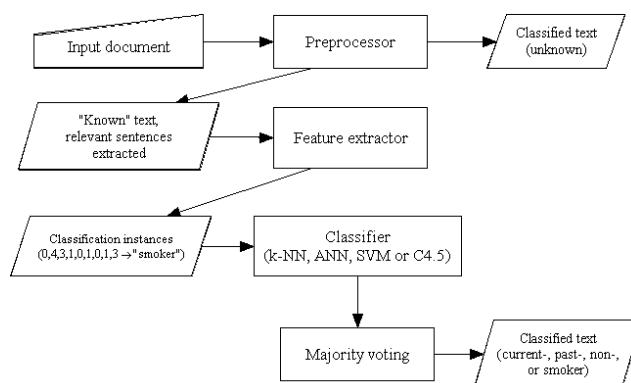 Input document
Preprocessor
Classified text
(unknown)
"Known" text,
relevant sentences
extracted
Feature extractor
Classification instances
(0,4,3,1,0,1,0,1,3 →"smoker")
Classifier
(k-NN, ANN, SVM or C4.5)
Majority voting
Classified text
(current-, past-, non-,
or smoker)